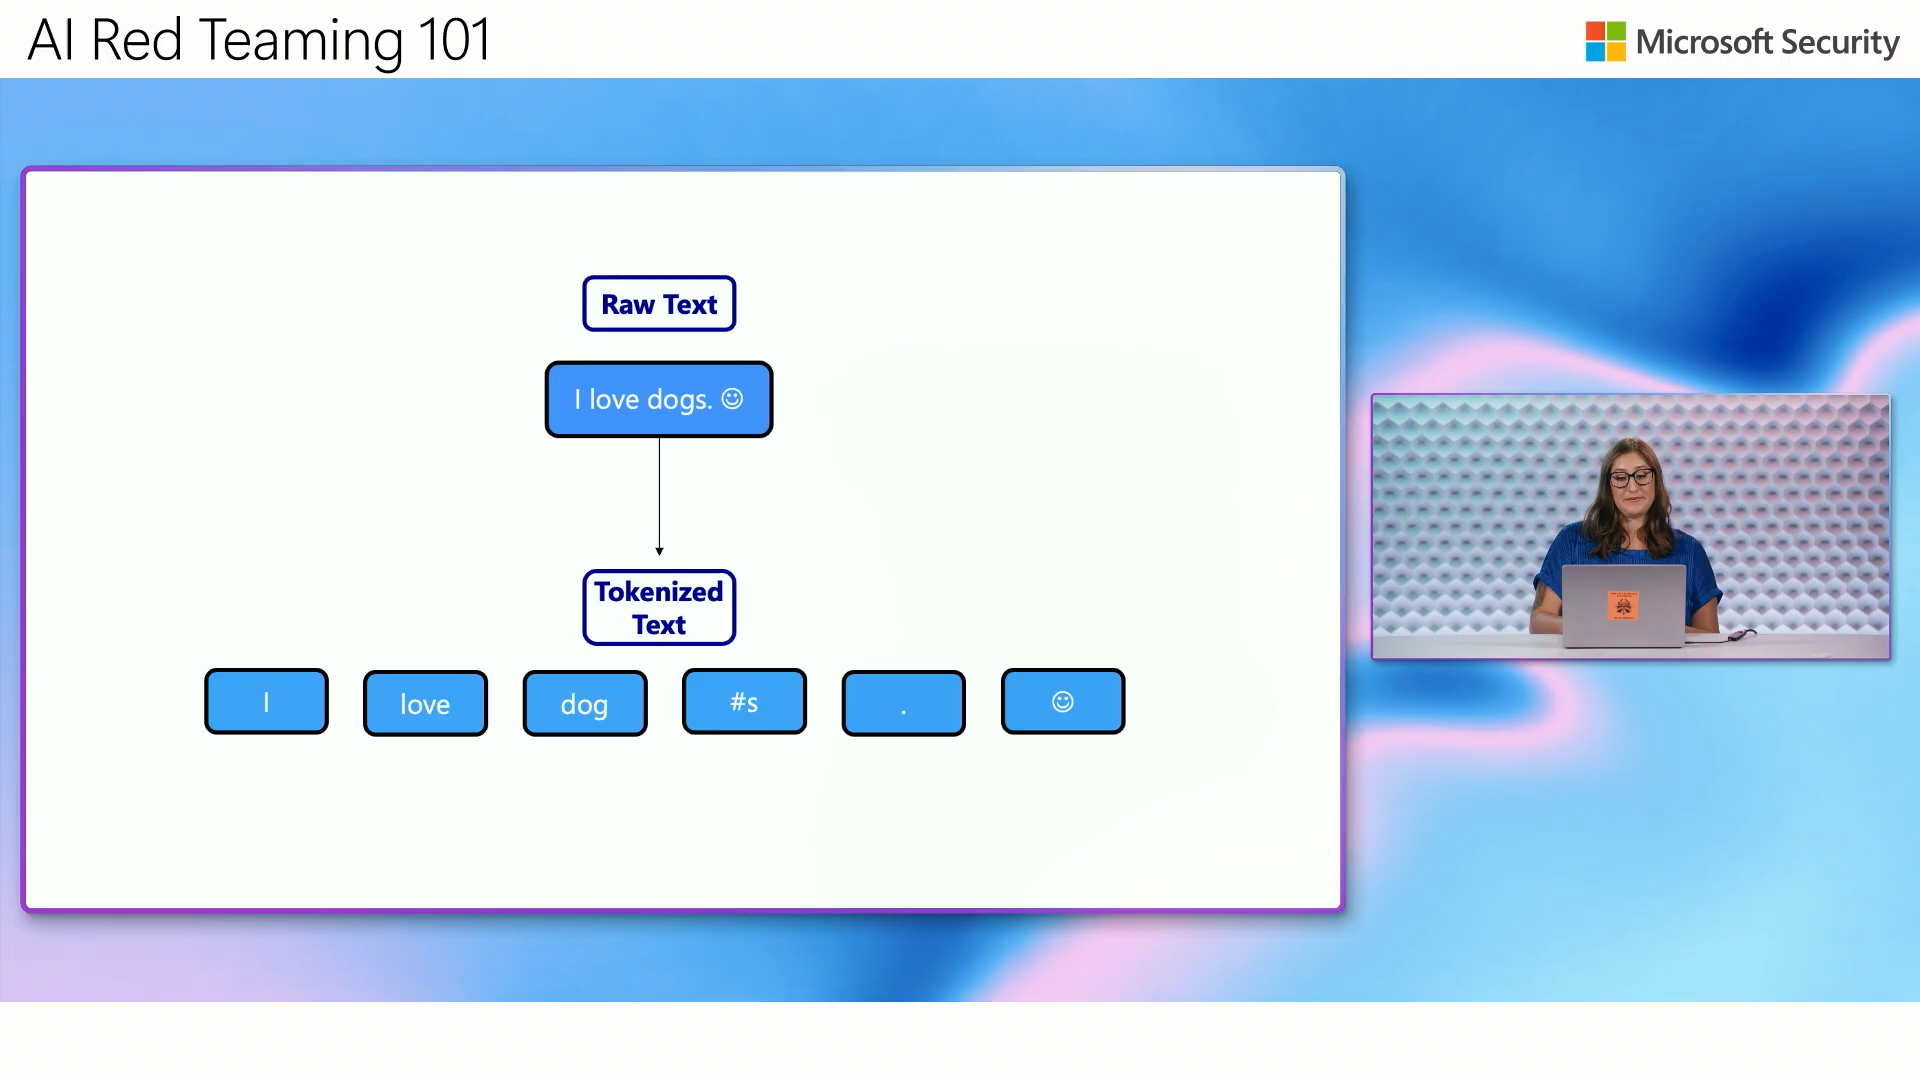 AI Red Teaming 101
Microsoft Security
Raw Text
I love dogs. ☺
Tokenized
Text
I
love
dog
#s
.
☺